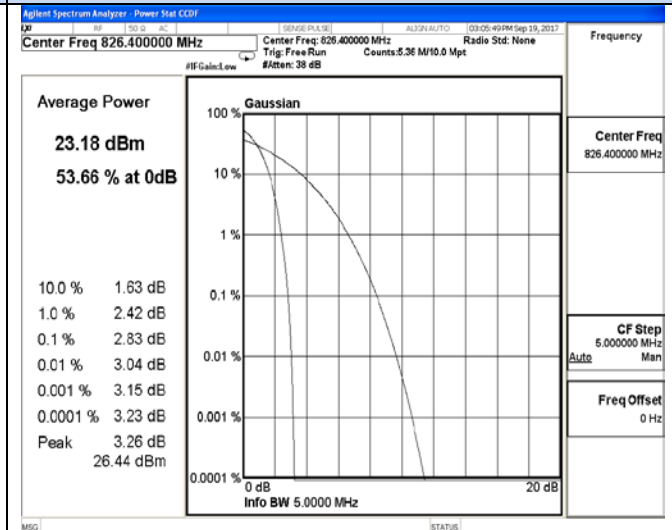 Agilent Spectrum Analyzer - Power Stat CCDF
RF 50 Ω AC SENSE:PULSE ALIGN AUTO 03:05:49 PM Sep 19, 2017
Center Freq 826.400000 MHz
Center Freq: 826.400000 MHz Radio Std: None
Trig: Free Run Counts:5.36 M/10.0 Mpt
#IFGain:Low #Atten: 38 dB
Frequency
Average Power
23.18 dBm
53.66 % at 0dB
10.0 % 1.63 dB
1.0 % 2.42 dB
0.1 % 2.83 dB
0.01 % 3.04 dB
0.001 % 3.15 dB
0.0001 % 3.23 dB
Peak 3.26 dB
26.44 dBm
Gaussian
100 %
10 %
1 %
0.1 %
0.01 %
0.001 %
0.0001 %
0 dB 20 dB
Info BW 5.0000 MHz
Center Freq
826.400000 MHz
CF Step
5.000000 MHz
Auto Man
Freq Offset
0 Hz
MSG STATUS